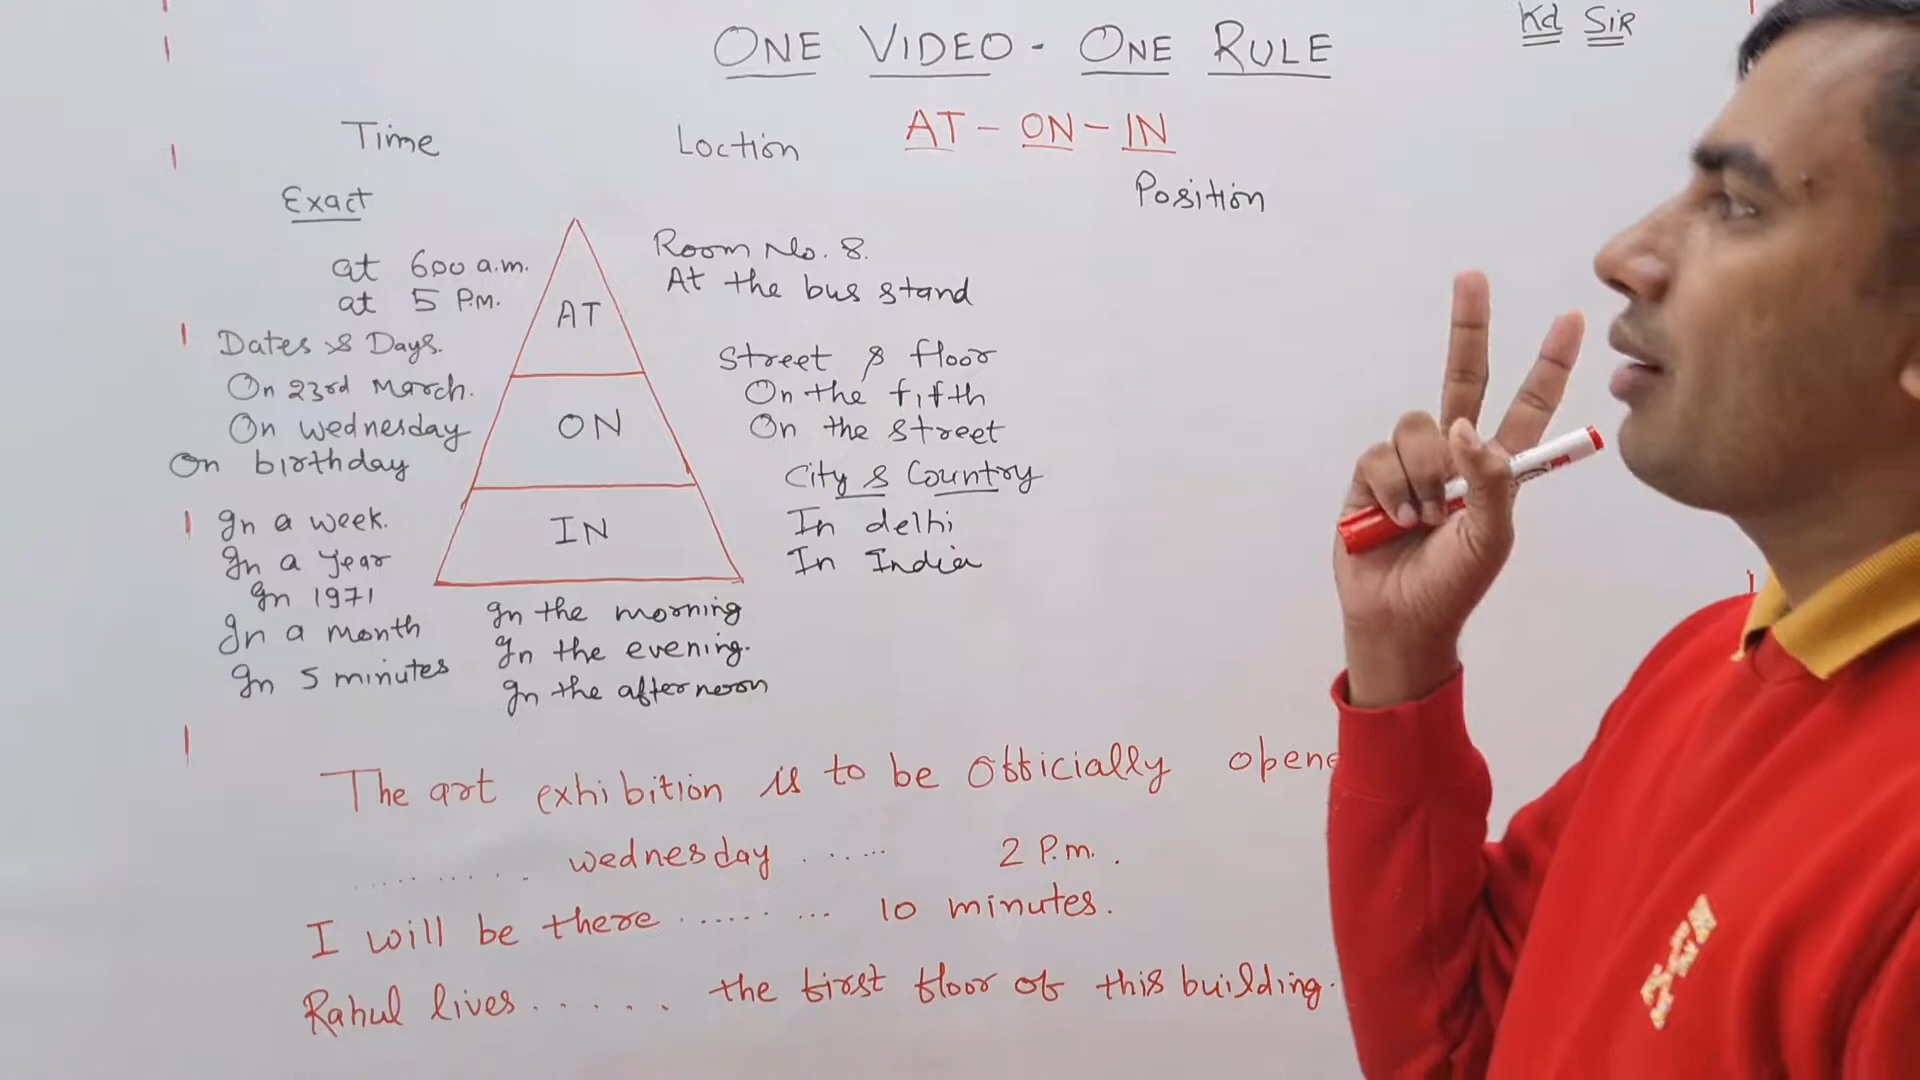 ONE VIDEO - ONE RULE
Kd SiR
AT - ON - IN
Time
Loction
Position
Exact
at 6:00 a.m.
at 5 P.M.
Dates & Days.
On 23rd March.
On wednesday
On birthday
In a week.
In a year
In 1971
In a month
In 5 minutes
AT
ON
IN
In the morning
In the evening.
In the afternoon
Room No. 8.
At the bus stand
Street & floor
On the fifth
On the street
City & Country
In delhi
In India
The art exhibition is to be Officially opene
......... wednesday ..... 2 P.m. .
I will be there ......... 10 minutes.
Rahul lives ..... the first floor of this building.